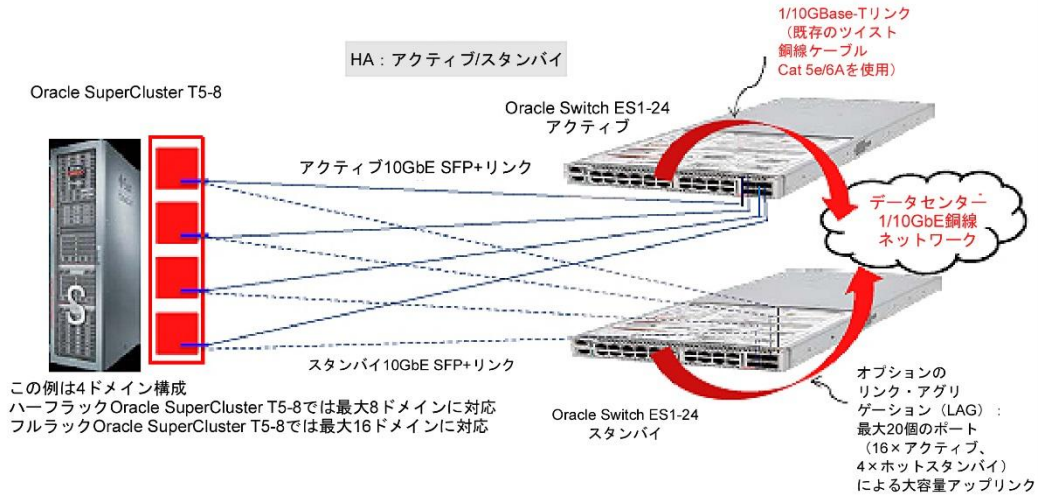 1/10GBase-Tリンク
（既存のツイスト
銅線ケーブル
Cat 5e/6Aを使用）
HA：アクティブ/スタンバイ
Oracle SuperCluster T5-8
Oracle Switch ES1-24
アクティブ
アクティブ10GbE SFP+リンク
データセンター
1/10GbE銅線
ネットワーク
S
スタンバイ10GbE SFP+リンク
この例は4ドメイン構成
ハーフラックOracle SuperCluster T5-8では最大8ドメインに対応
フルラックOracle SuperCluster T5-8では最大16ドメインに対応
Oracle Switch ES1-24
スタンバイ
オプションの
リンク・アグリ
ゲーション（LAG）：
最大20個のポート
（16×アクティブ、
4×ホットスタンバイ）
による大容量アップリンク